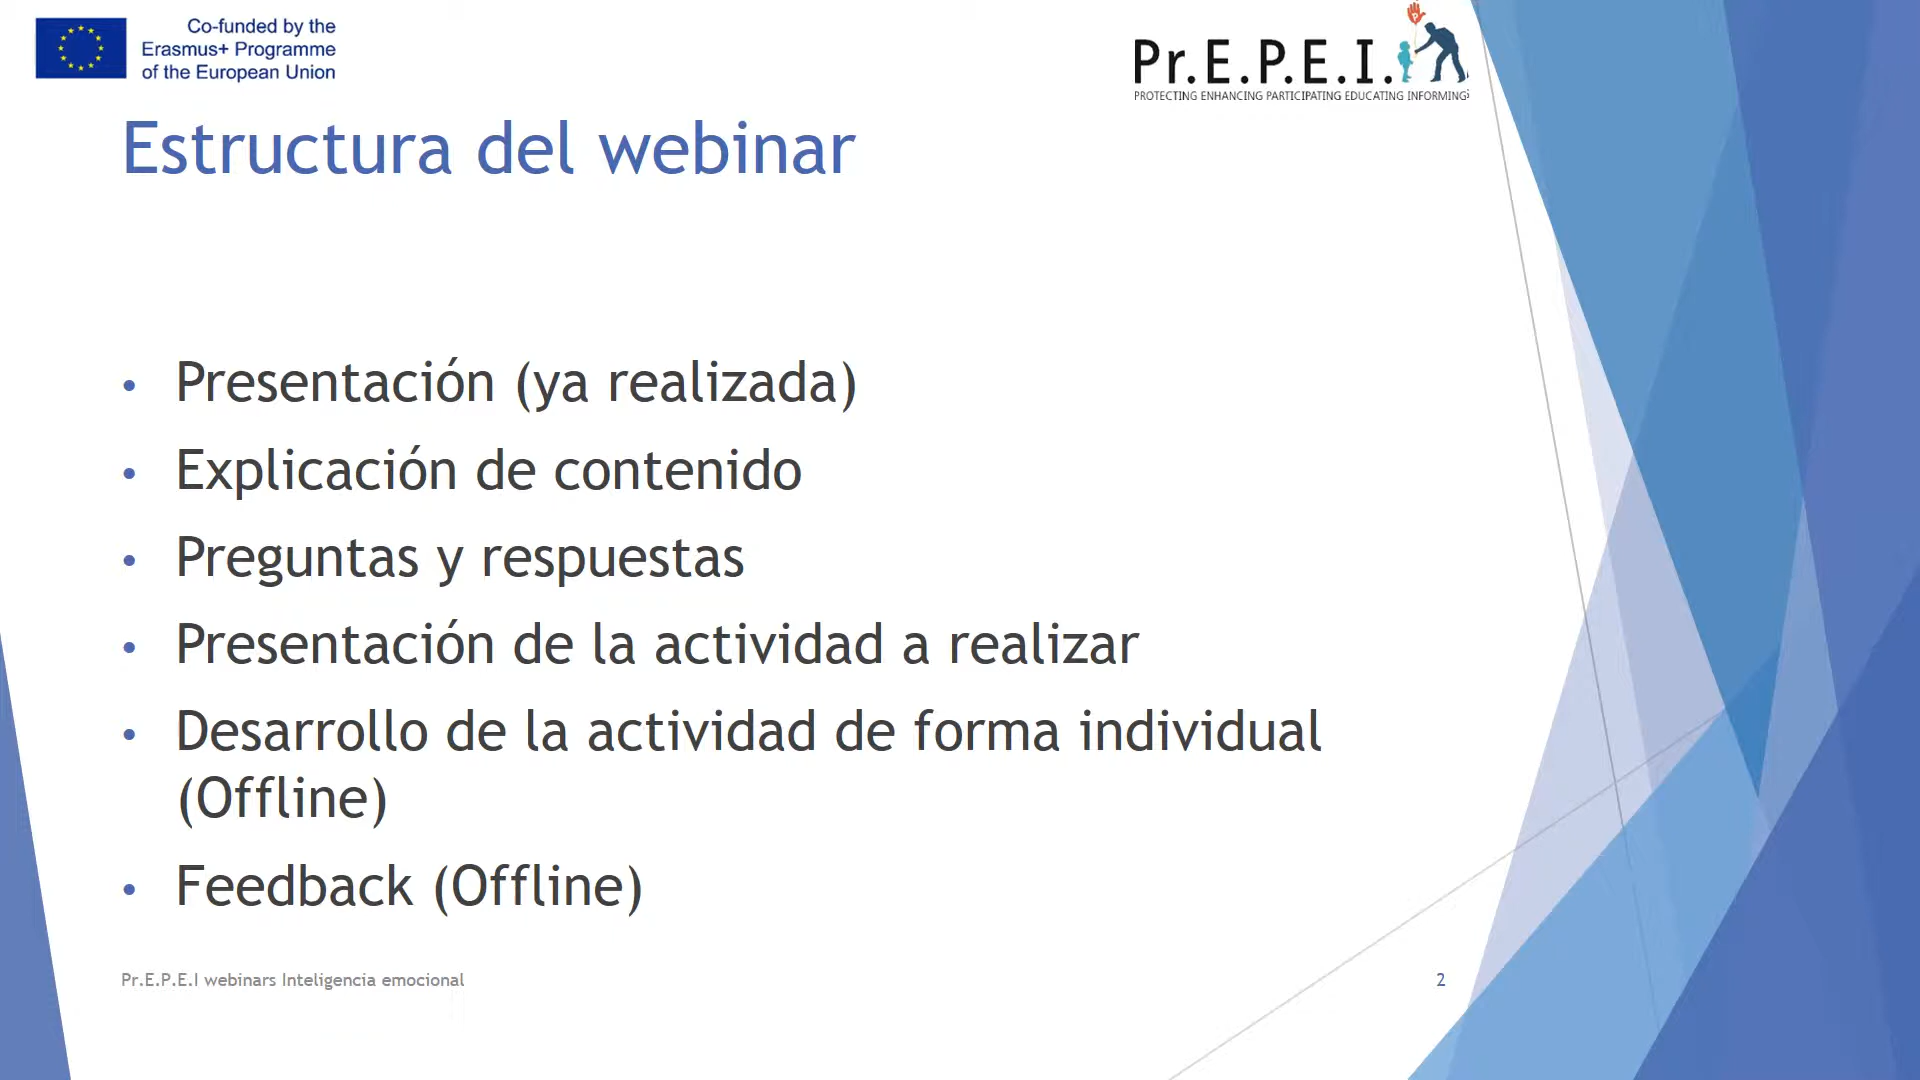 Co-funded by the
Erasmus+ Programme
of the European Union
Pr.E.P.E.I.
PROTECTING ENHANCING PARTICIPATING EDUCATING INFORMING
Estructura del webinar
• Presentación (ya realizada)
• Explicación de contenido
• Preguntas y respuestas
• Presentación de la actividad a realizar
• Desarrollo de la actividad de forma individual
(Offline)
• Feedback (Offline)
Pr.E.P.E.I webinars Inteligencia emocional
2